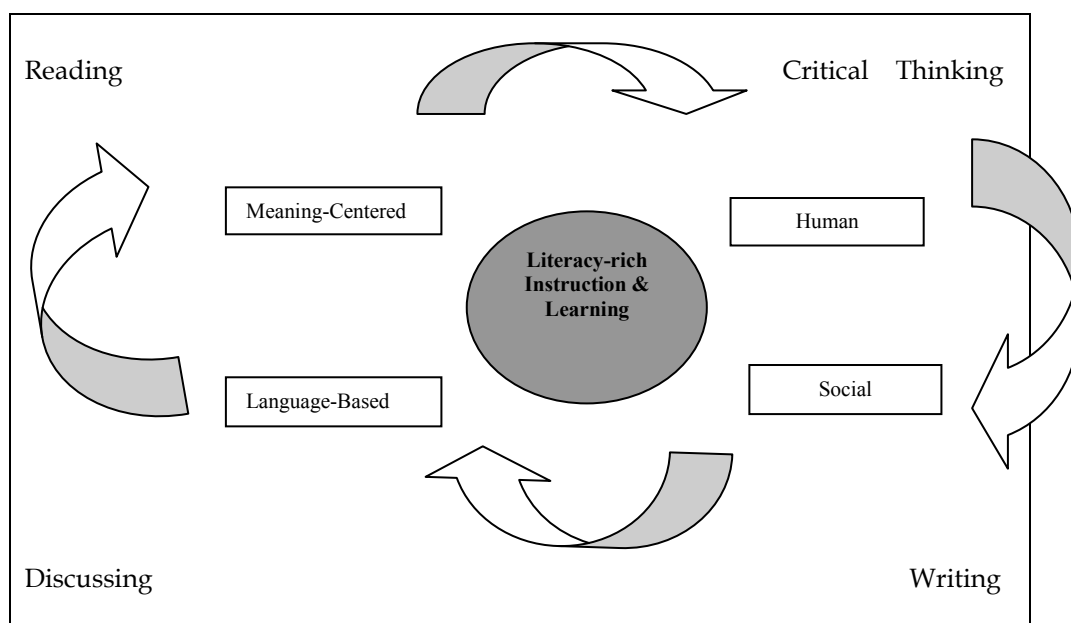 Reading
Critical Thinking
Meaning-Centered
Human
Literacy-rich
Instruction &
Learning
Language-Based
Social
Discussing
Writing